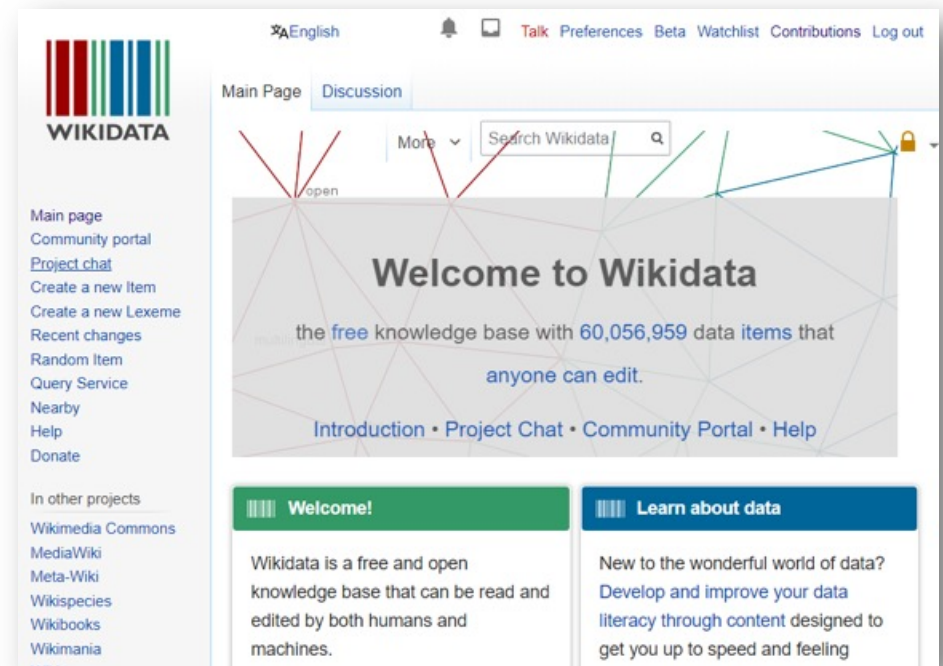 English
Talk Preferences Beta Watchlist Contributions Log out
WIKIDATA
Main Page Discussion
More Search Wikidata
open
Main page
Community portal
Project chat
Create a new Item
Create a new Lexeme
Recent changes
Random Item
Query Service
Nearby
Help
Donate
In other projects
Wikimedia Commons
MediaWiki
Meta-Wiki
Wikispecies
Wikibooks
Wikimania
Welcome to Wikidata
the free knowledge base with 60,056,959 data items that
anyone can edit.
Introduction • Project Chat • Community Portal • Help
Welcome!
Wikidata is a free and open
knowledge base that can be read and
edited by both humans and
machines.
Learn about data
New to the wonderful world of data?
Develop and improve your data
literacy through content designed to
get you up to speed and feeling